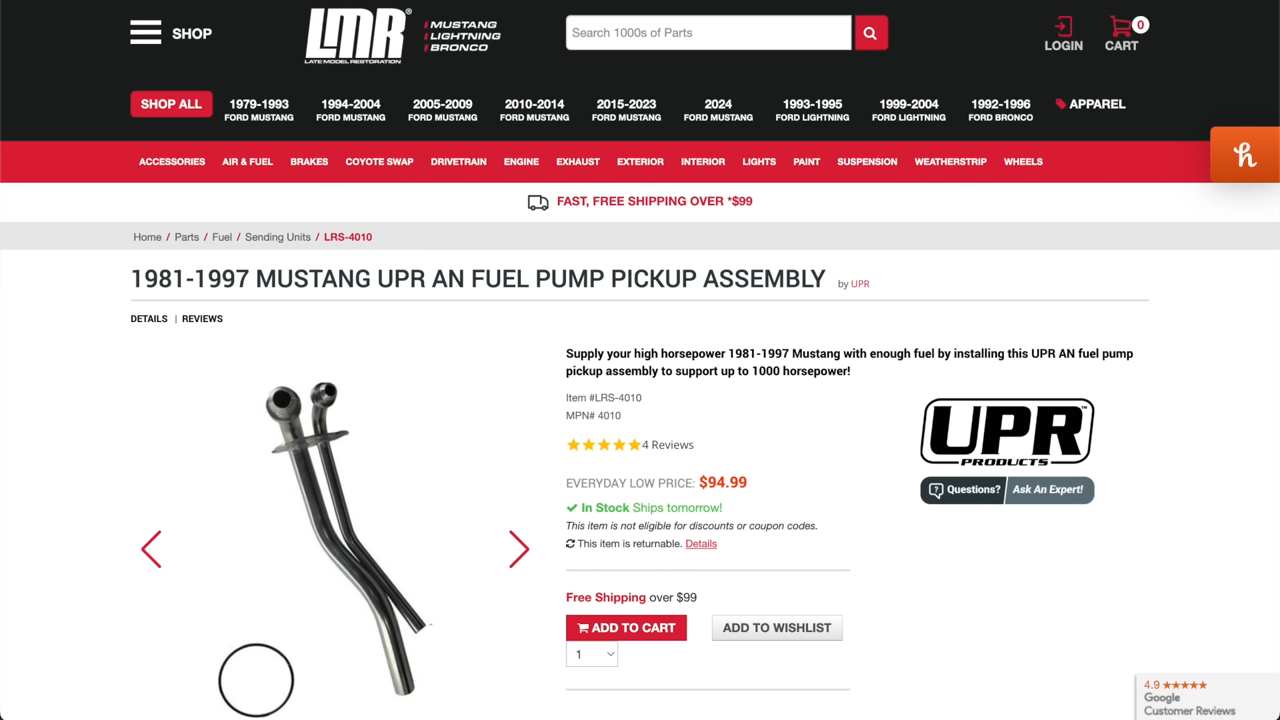 SHOP
LMR
LATE MODEL RESTORATION
MUSTANG
LIGHTNING
BRONCO
Search 1000s of Parts
LOGIN
CART
0
SHOP ALL
1979-1993
FORD MUSTANG
1994-2004
FORD MUSTANG
2005-2009
FORD MUSTANG
2010-2014
FORD MUSTANG
2015-2023
FORD MUSTANG
2024
FORD MUSTANG
1993-1995
FORD LIGHTNING
1999-2004
FORD LIGHTNING
1992-1996
FORD BRONCO
APPAREL
ACCESSORIES AIR & FUEL BRAKES COYOTE SWAP DRIVETRAIN ENGINE EXHAUST EXTERIOR INTERIOR LIGHTS PAINT SUSPENSION WEATHERSTRIP WHEELS
FAST, FREE SHIPPING OVER *$99
Home / Parts / Fuel / Sending Units / LRS-4010
1981-1997 MUSTANG UPR AN FUEL PUMP PICKUP ASSEMBLY by UPR
DETAILS | REVIEWS
Supply your high horsepower 1981-1997 Mustang with enough fuel by installing this UPR AN fuel pump
pickup assembly to support up to 1000 horsepower!
Item #LRS-4010
MPN# 4010
4 Reviews
EVERYDAY LOW PRICE: $94.99
In Stock Ships tomorrow!
This item is not eligible for discounts or coupon codes.
This item is returnable. Details
UPR™
PRODUCTS
Questions? Ask An Expert!
Free Shipping over $99
ADD TO CART
ADD TO WISHLIST
1
4.9
Google
Customer Reviews